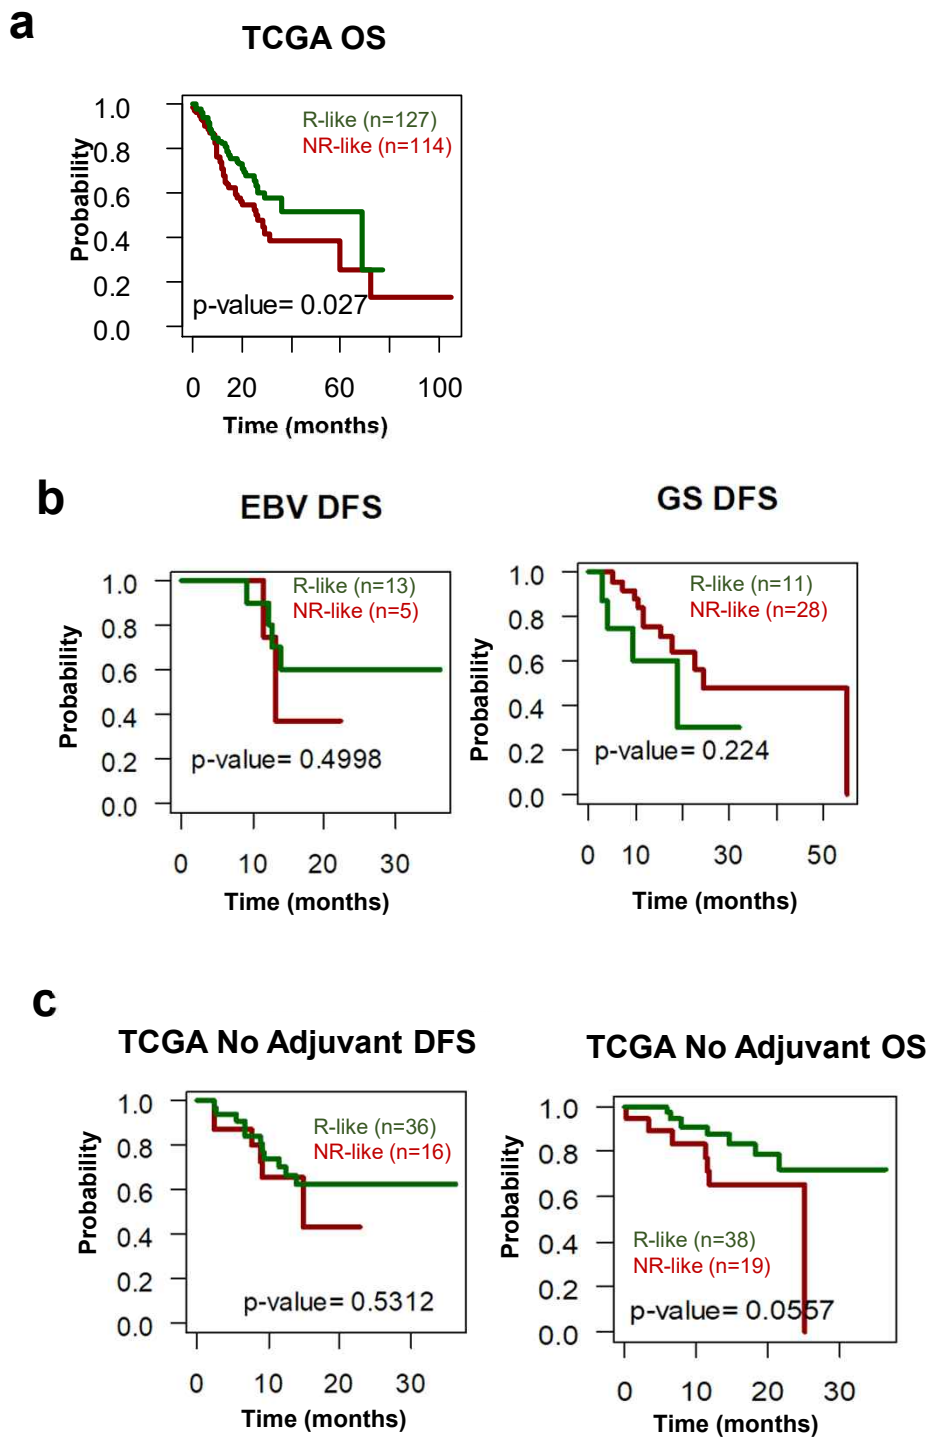 a
TCGA OS
R-like (n=127)
NR-like (n=114)
Probability
1.0
0.8
0.6
0.4
0.2
0.0
p-value= 0.027
0 20 60 100
Time (months)
b
EBV DFS
R-like (n=13)
NR-like (n=5)
Probability
1.0
0.8
0.6
0.4
0.2
0.0
p-value= 0.4998
0 10 20 30
Time (months)
GS DFS
R-like (n=11)
NR-like (n=28)
Probability
1.0
0.8
0.6
0.4
0.2
0.0
p-value= 0.224
0 10 30 50
Time (months)
c
TCGA No Adjuvant DFS
R-like (n=36)
NR-like (n=16)
Probability
1.0
0.8
0.6
0.4
0.2
0.0
p-value= 0.5312
0 10 20 30
Time (months)
TCGA No Adjuvant OS
Probability
1.0
0.8
0.6
0.4
0.2
0.0
R-like (n=38)
NR-like (n=19)
p-value= 0.0557
0 10 20 30
Time (months)